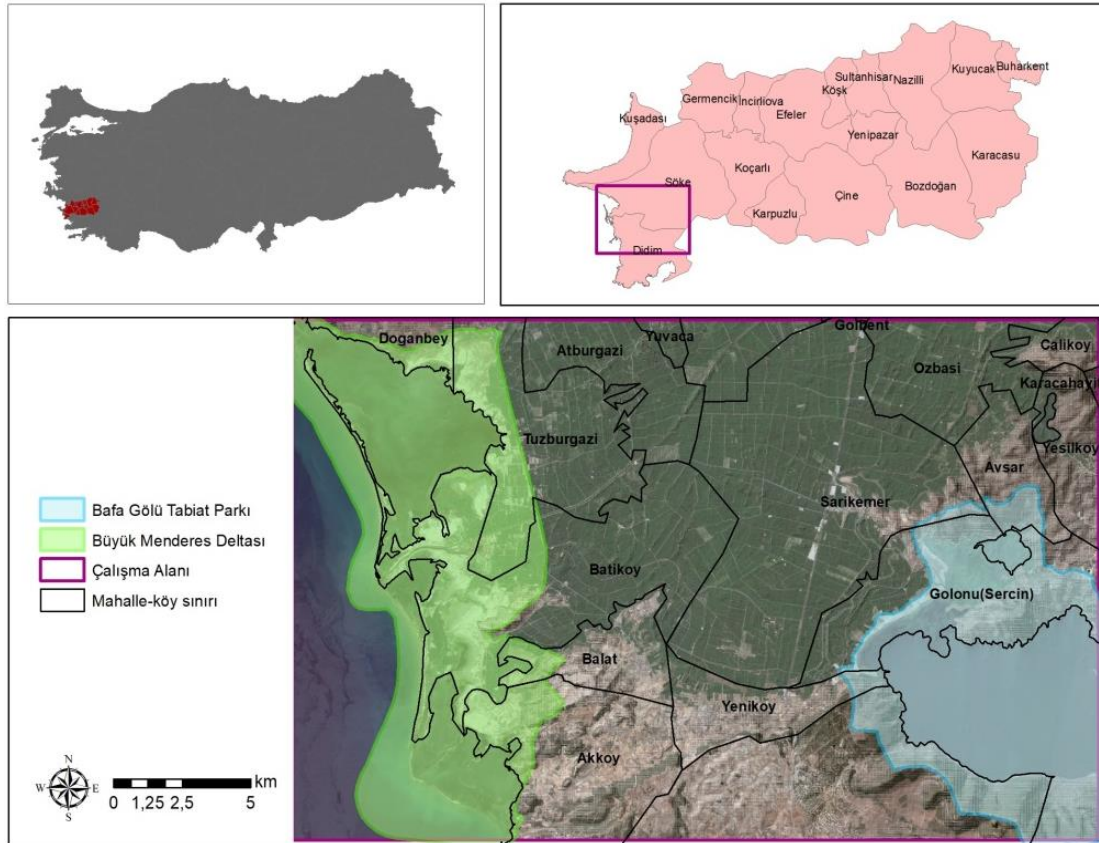 Kuyucak
Buharkent
Sultanhisar
Nazilli
Köşk
Germencik
İncirliova
Efeler
Kuşadası
Yenipazar
Karacasu
Koçarlı
Söke
Bozdoğan
Çine
Karpuzlu
Didim
Doganbey
Yuvaca
Golbent
Atburgazi
Calikoy
Ozbasi
Karacahayit
Tuzburgazi
Yesilkoy
Avsar
Sarikemer
Bafa Gölü Tabiat Parkı
Büyük Menderes Deltası
Çalışma Alanı
Mahalle-köy sınırı
Batikoy
Golonu(Sercin)
Balat
Yenikoy
Akkoy
N
W E
S
km
0 1,25 2,5 5